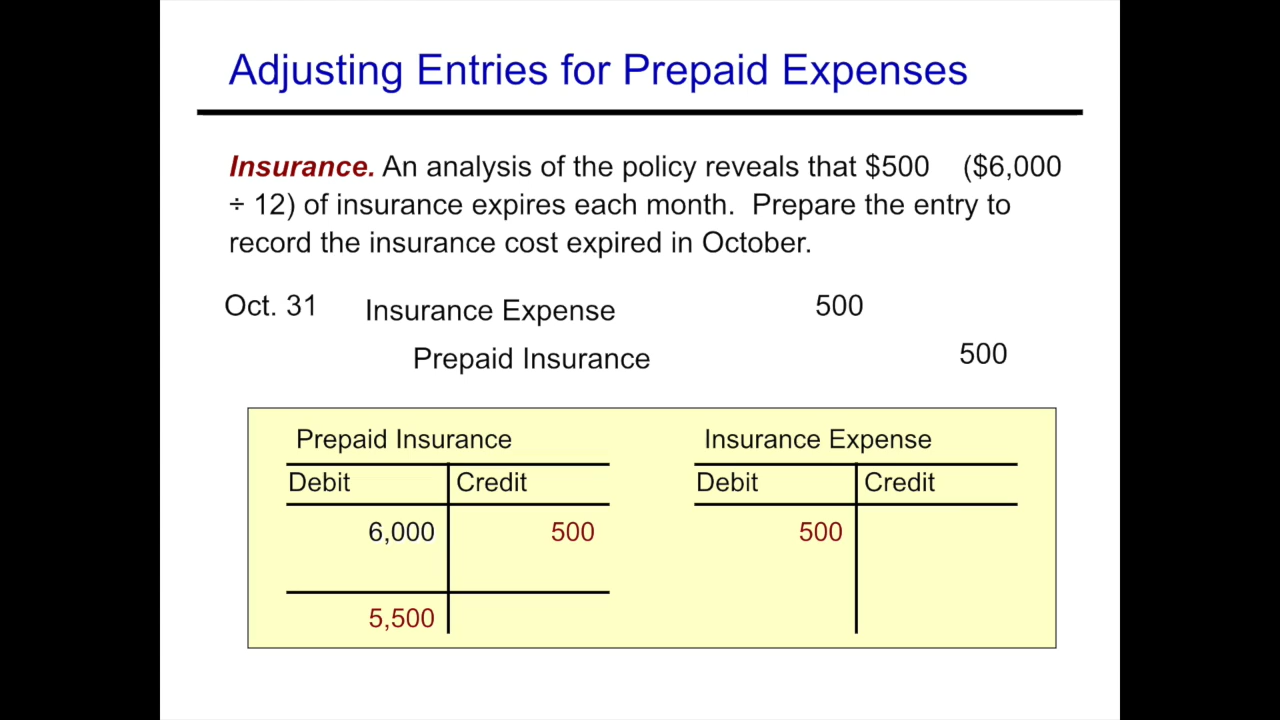 Adjusting Entries for Prepaid Expenses
Insurance. An analysis of the policy reveals that $500 ($6,000
÷ 12) of insurance expires each month. Prepare the entry to
record the insurance cost expired in October.
Oct. 31 Insurance Expense 500
Prepaid Insurance 500
Prepaid Insurance Insurance Expense
Debit Credit Debit Credit
6,000 500 500
5,500